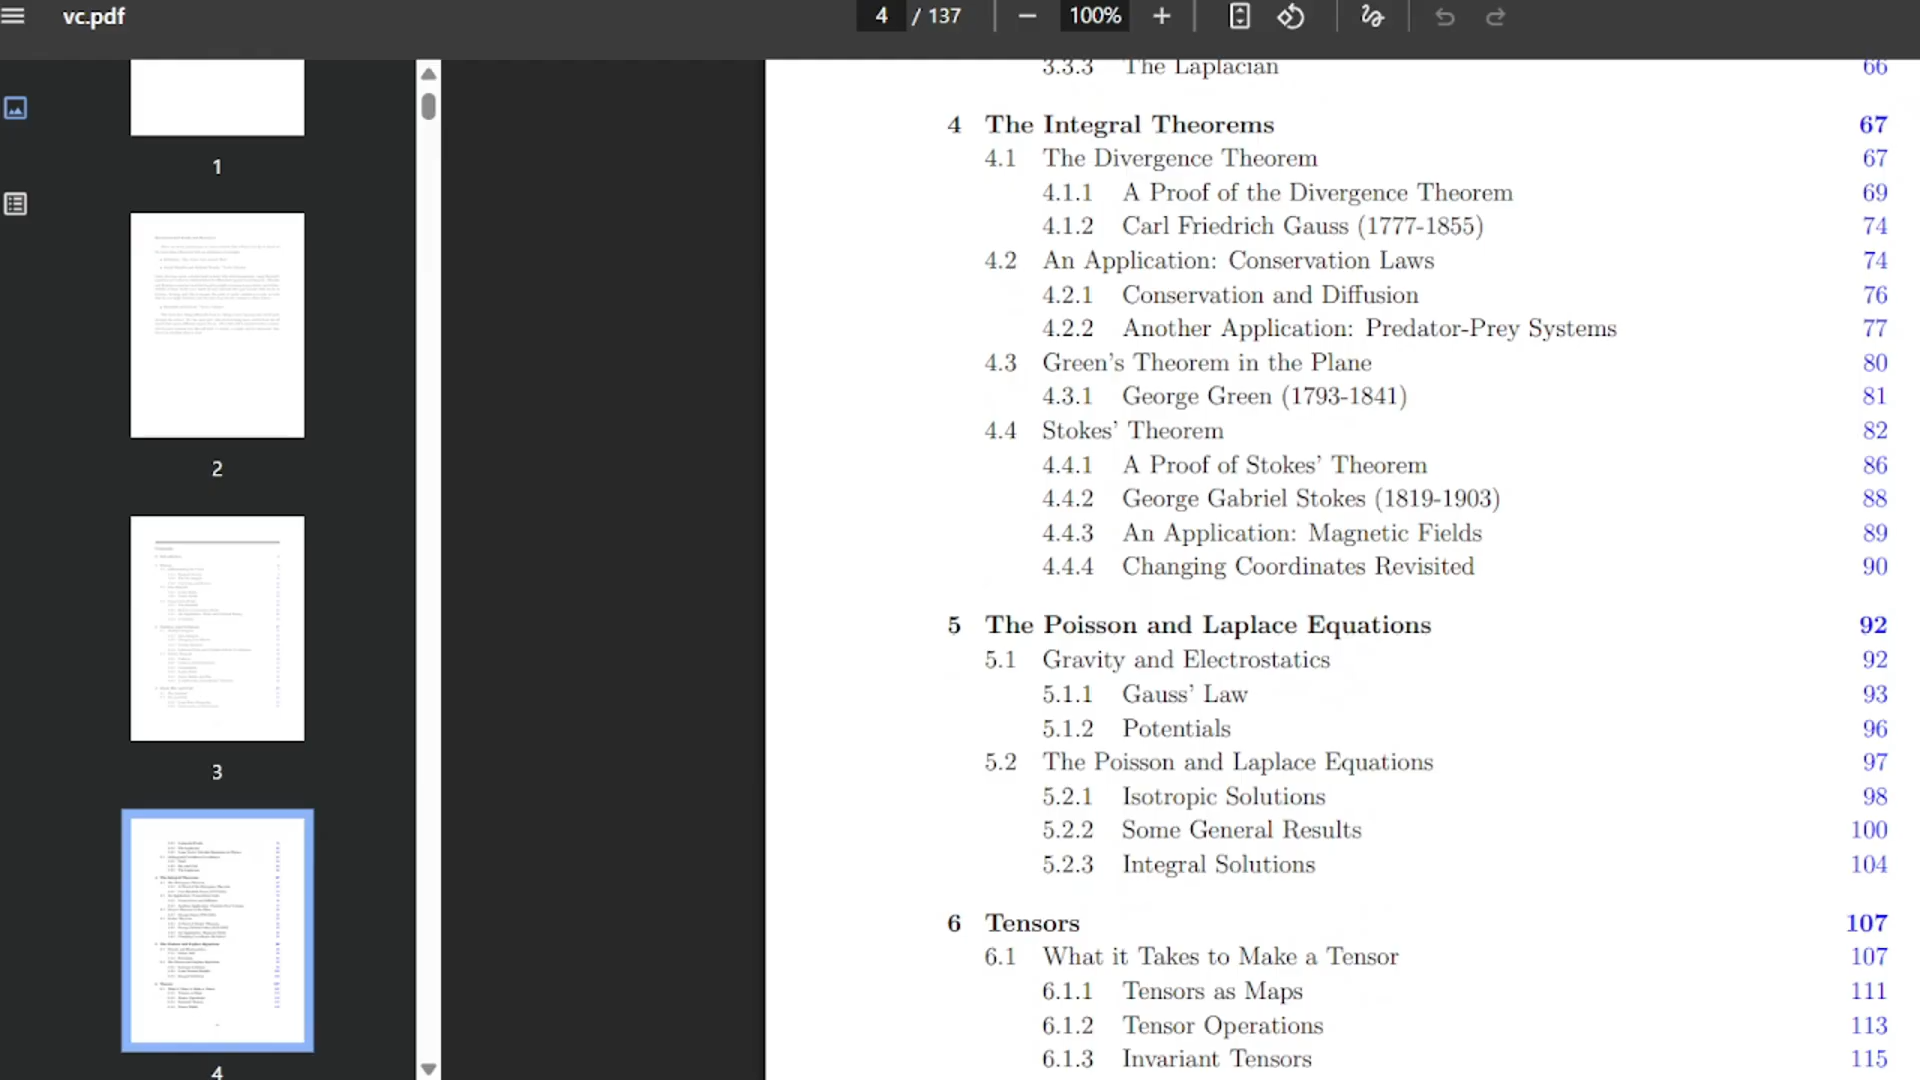 vc.pdf
4 / 137
100%
1
2
3
4
3.3.3 The Laplacian 66
4 The Integral Theorems 67
4.1 The Divergence Theorem 67
4.1.1 A Proof of the Divergence Theorem 69
4.1.2 Carl Friedrich Gauss (1777-1855) 74
4.2 An Application: Conservation Laws 74
4.2.1 Conservation and Diffusion 76
4.2.2 Another Application: Predator-Prey Systems 77
4.3 Green's Theorem in the Plane 80
4.3.1 George Green (1793-1841) 81
4.4 Stokes' Theorem 82
4.4.1 A Proof of Stokes' Theorem 86
4.4.2 George Gabriel Stokes (1819-1903) 88
4.4.3 An Application: Magnetic Fields 89
4.4.4 Changing Coordinates Revisited 90
5 The Poisson and Laplace Equations 92
5.1 Gravity and Electrostatics 92
5.1.1 Gauss' Law 93
5.1.2 Potentials 96
5.2 The Poisson and Laplace Equations 97
5.2.1 Isotropic Solutions 98
5.2.2 Some General Results 100
5.2.3 Integral Solutions 104
6 Tensors 107
6.1 What it Takes to Make a Tensor 107
6.1.1 Tensors as Maps 111
6.1.2 Tensor Operations 113
6.1.3 Invariant Tensors 115